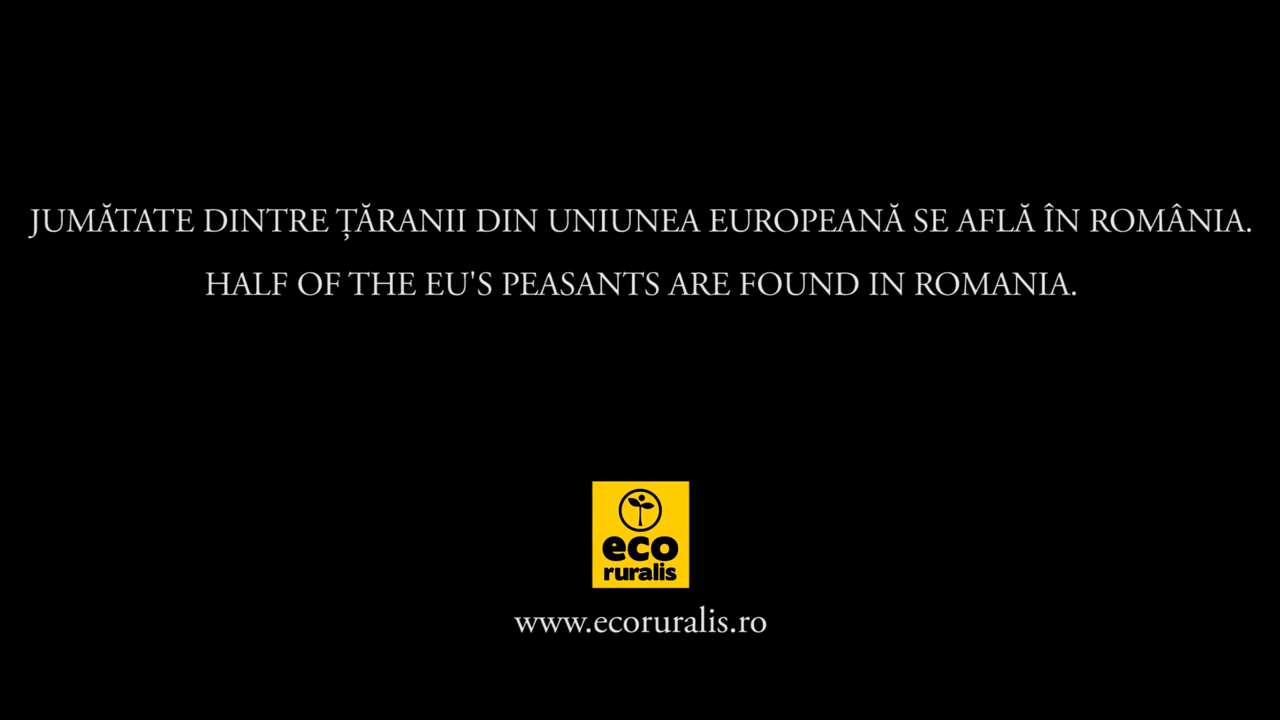 JUMĂTATE DINTRE ȚĂRANII DIN UNIUNEA EUROPEANĂ SE AFLĂ ÎN ROMÂNIA.
HALF OF THE EU'S PEASANTS ARE FOUND IN ROMANIA.
eco
ruralis
www.ecoruralis.ro